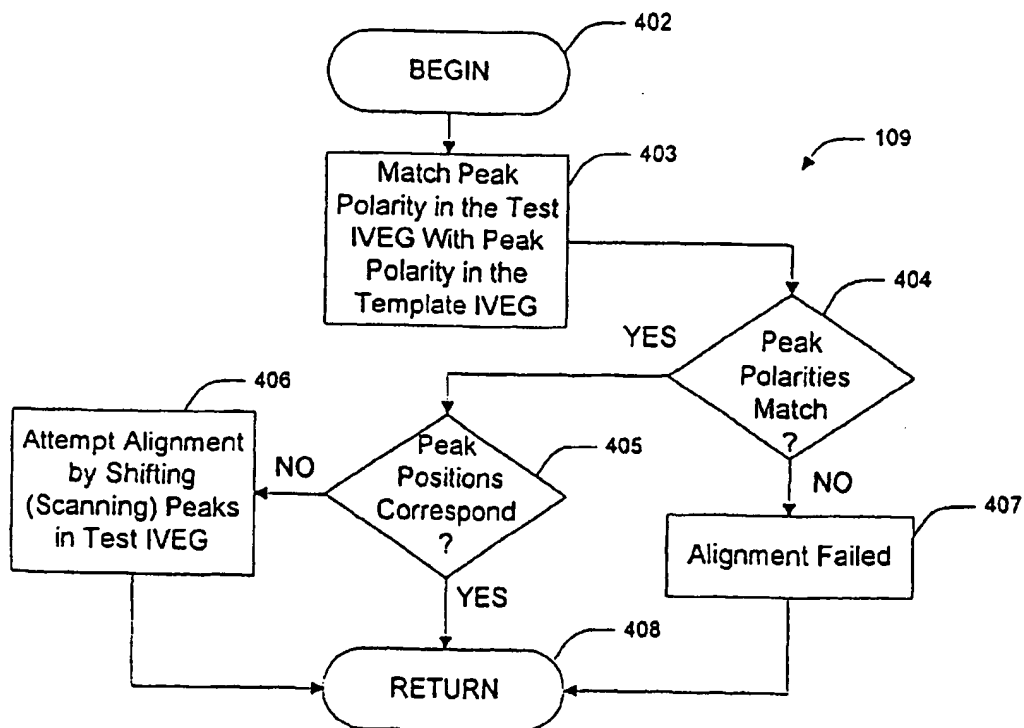 402
BEGIN
403
109
Match Peak
Polarity in the Test
IVEG With Peak
Polarity in the
Template IVEG
404
YES
Peak
Polarities
Match
?
406
Attempt Alignment
by Shifting
(Scanning) Peaks
in Test IVEG
NO
Peak
Positions
Correspond
?
405
NO
407
Alignment Failed
YES
408
RETURN